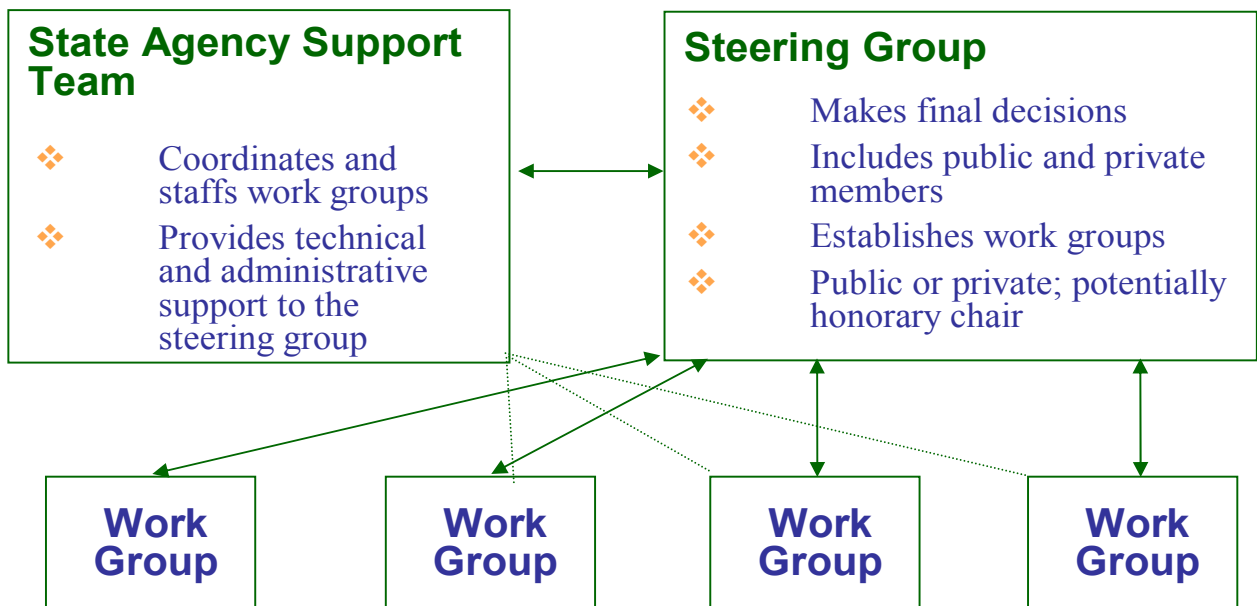 State Agency Support
Team
❖ Coordinates and
staffs work groups
❖ Provides technical
and administrative
support to the
steering group
Steering Group
❖ Makes final decisions
❖ Includes public and private
members
❖ Establishes work groups
❖ Public or private; potentially
honorary chair
Work
Group
Work
Group
Work
Group
Work
Group